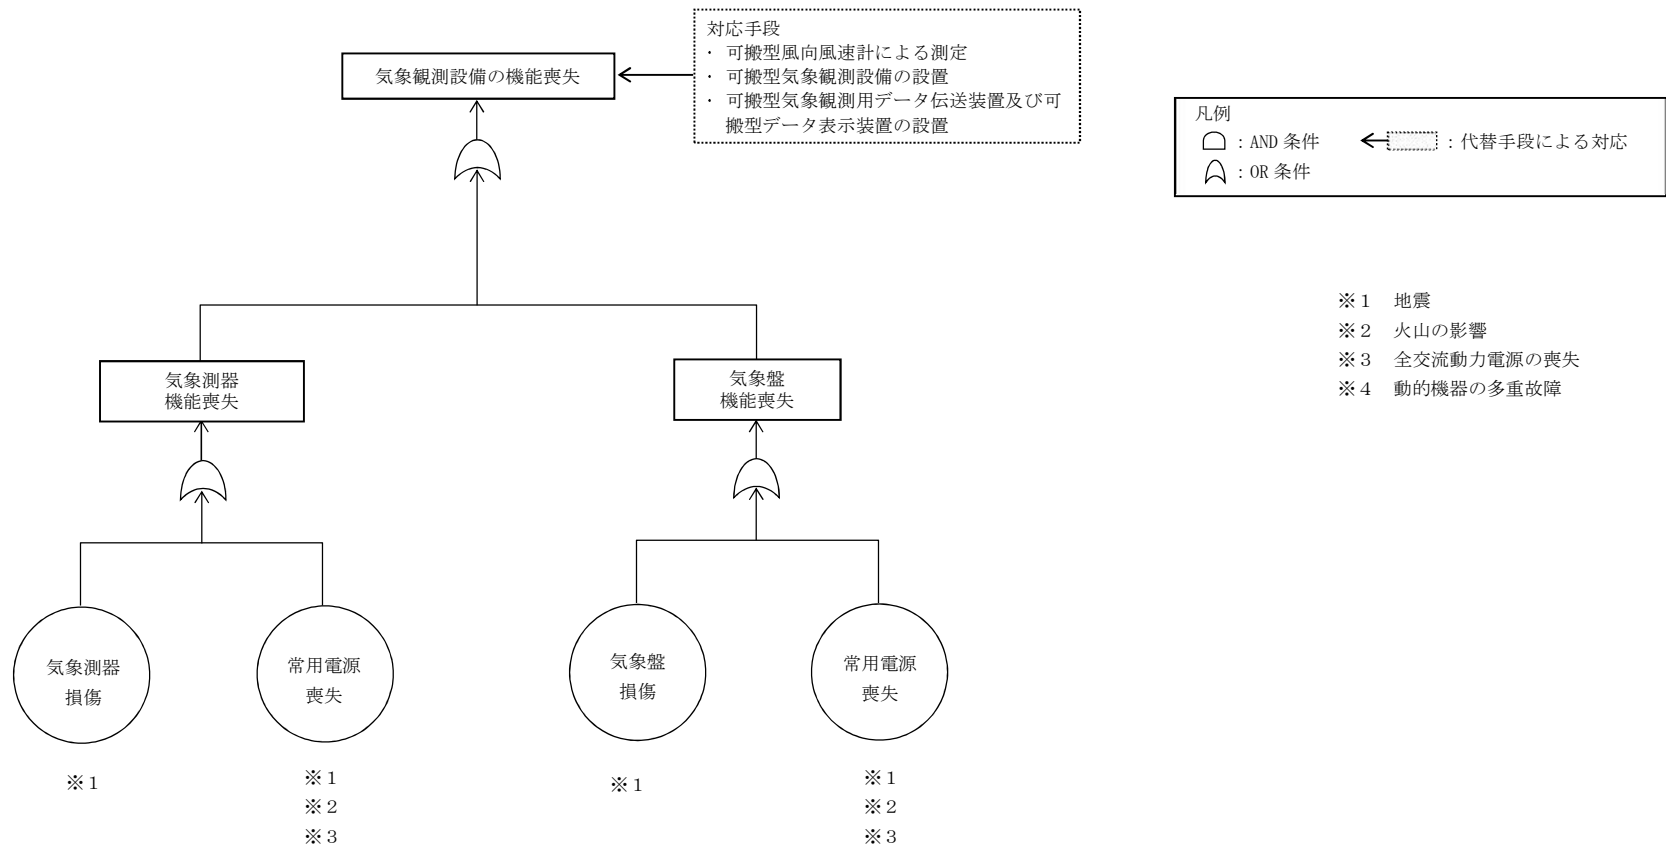 対応手段
・ 可搬型風向風速計による測定
・ 可搬型気象観測設備の設置
・ 可搬型気象観測用データ伝送装置及び可
搬型データ表示装置の設置
気象観測設備の機能喪失
凡例
：AND 条件
：代替手段による対応
：OR 条件
※１ 地震
※２ 火山の影響
※３ 全交流動力電源の喪失
※４ 動的機器の多重故障
気象測器
機能喪失
気象盤
機能喪失
気象測器
損傷
常用電源
喪失
気象盤
損傷
常用電源
喪失
※１
※１
※２
※３
※１
※１
※２
※３